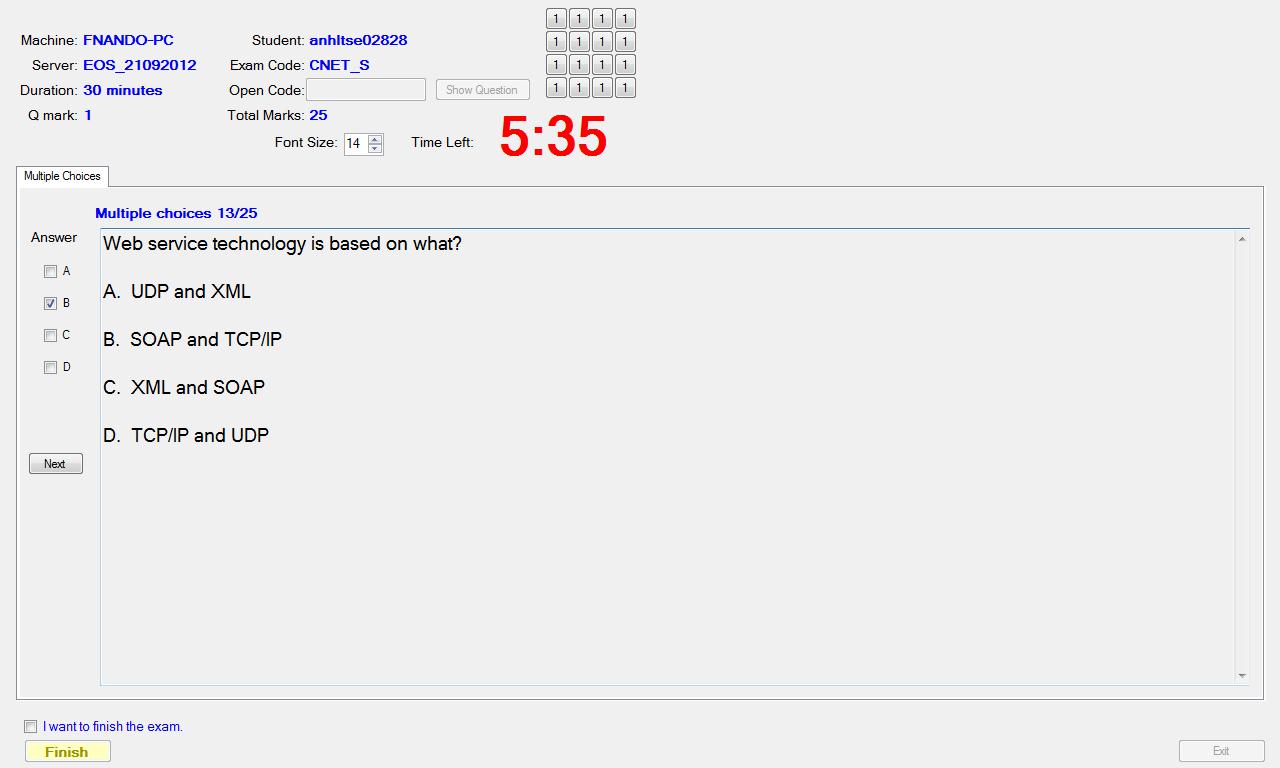 Machine: FNANDO-PC Student: anhltse02828
Server: EOS_21092012 Exam Code: CNET_S
Duration: 30 minutes Open Code: Show Question
Q mark: 1 Total Marks: 25
Font Size: 14 Time Left: 5:35
1 1 1 1
1 1 1 1
1 1 1 1
1 1 1 1
Multiple Choices
Multiple choices 13/25
Answer
A
B
C
D
Next
Web service technology is based on what?
A. UDP and XML
B. SOAP and TCP/IP
C. XML and SOAP
D. TCP/IP and UDP
I want to finish the exam.
Finish
Exit